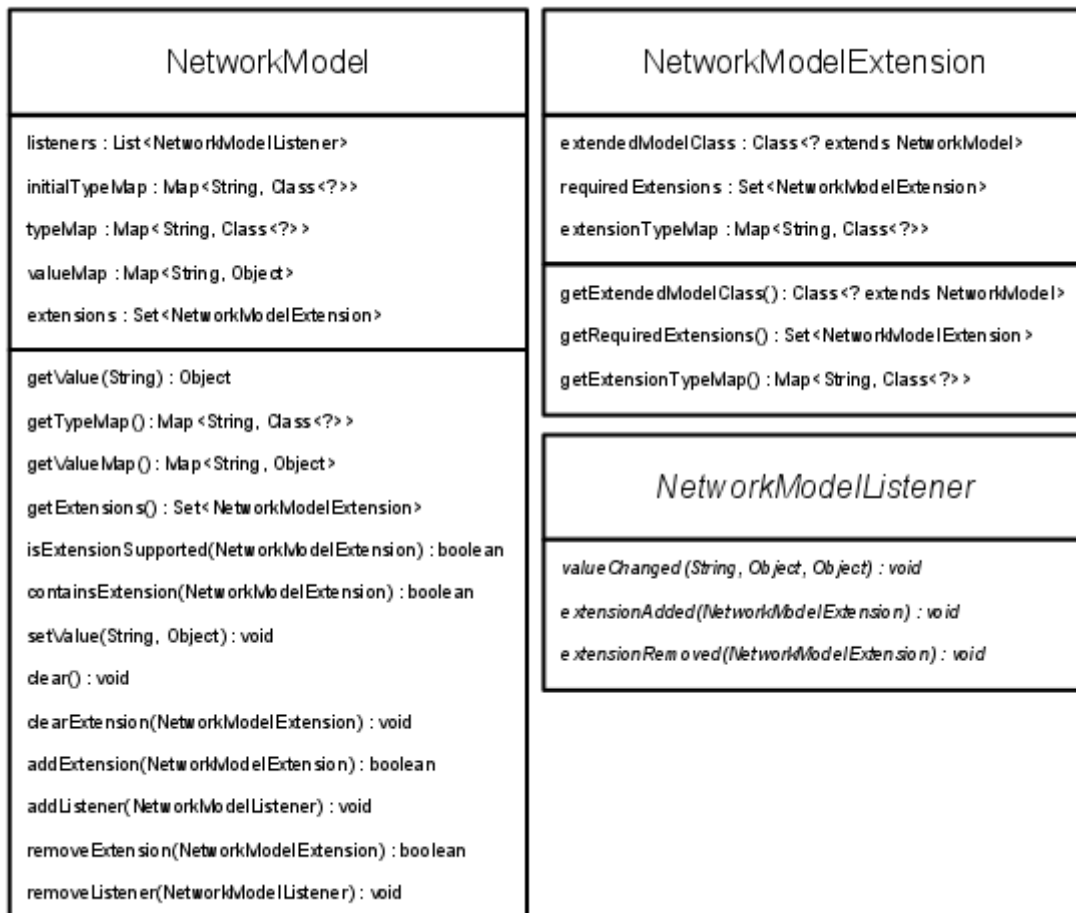 NetworkModel
listeners : List<NetworkModelListener>
initialTypeMap : Map<String, Class<?>>
typeMap : Map<String, Class<?>>
valueMap : Map<String, Object>
extensions : Set<NetworkModelExtension>
getValue(String) : Object
getTypeMap() : Map<String, Class<?>>
getValueMap() : Map<String, Object>
getExtensions() : Set<NetworkModelExtension>
isExtensionSupported(NetworkModelExtension) : boolean
containsExtension(NetworkModelExtension) : boolean
setValue(String, Object) : void
clear() : void
clearExtension(NetworkModelExtension) : void
addExtension(NetworkModelExtension) : boolean
addListener(NetworkModelListener) : void
removeExtension(NetworkModelExtension) : boolean
removeListener(NetworkModelListener) : void
NetworkModelExtension
extendedModelClass : Class<? extends NetworkModel>
requiredExtensions : Set<NetworkModelExtension>
extensionTypeMap : Map<String, Class<?>>
getExtendedModelClass() : Class<? extends NetworkModel>
getRequiredExtensions() : Set<NetworkModelExtension>
getExtensionTypeMap() : Map<String, Class<?>>
NetworkModelListener
valueChanged(String, Object, Object) : void
extensionAdded(NetworkModelExtension) : void
extensionRemoved(NetworkModelExtension) : void